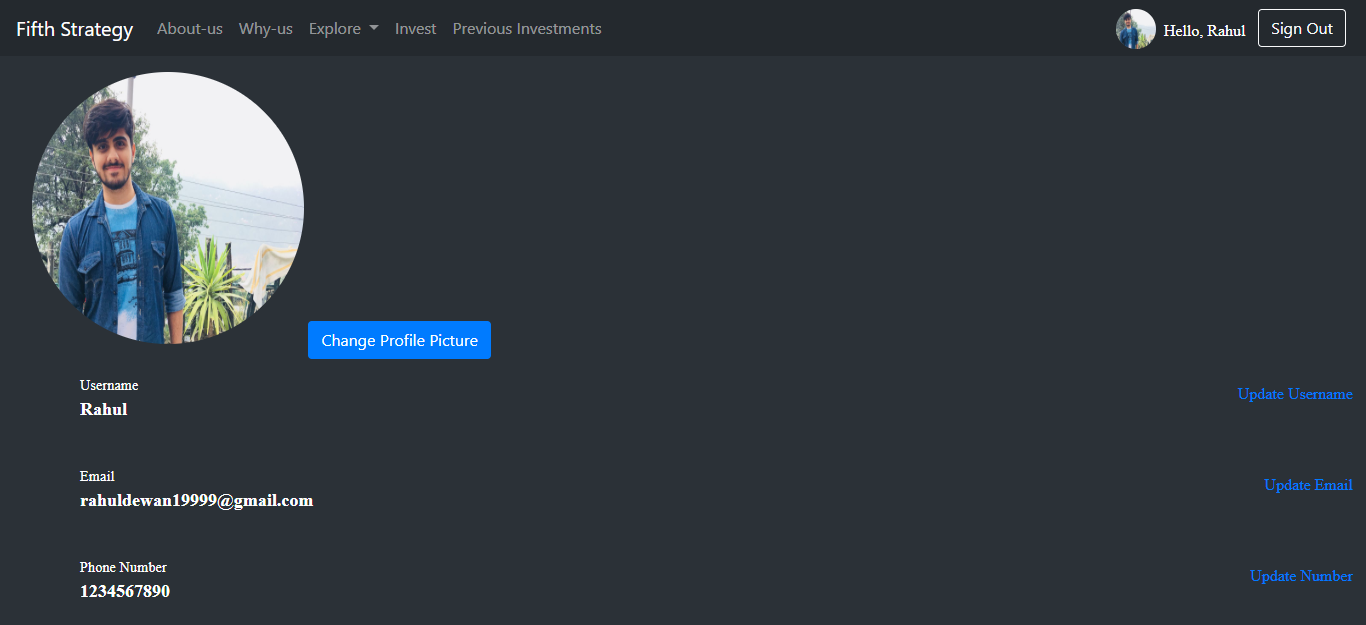 Fifth Strategy About-us Why-us Explore Invest Previous Investments Hello, Rahul Sign Out
Change Profile Picture
Username
Rahul
Update Username
Email
rahuldewan19999@gmail.com
Update Email
Phone Number
1234567890
Update Number